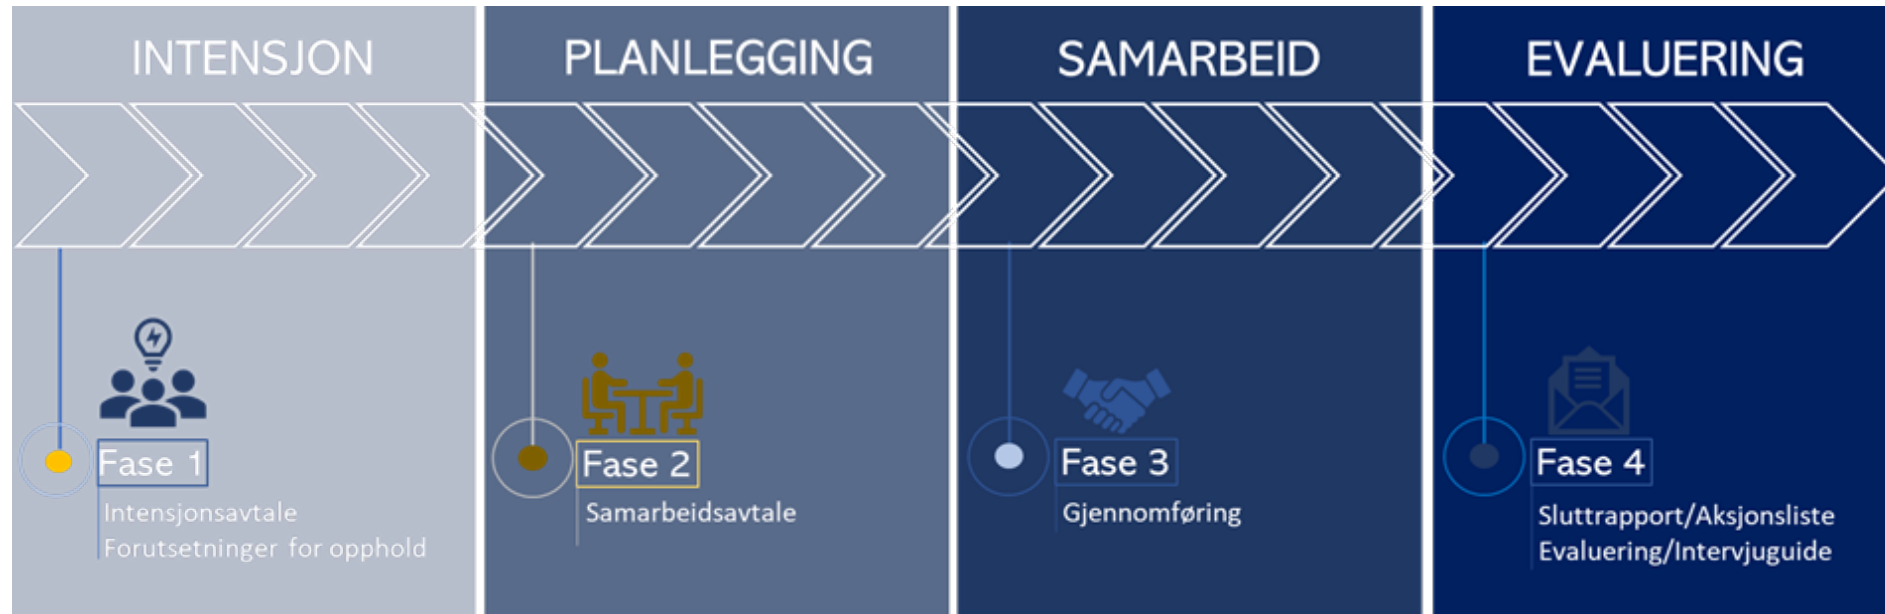 INTENSJON
PLANLEGGING
SAMARBEID
EVALUERING
Fase 1
Intensjonsavtale
Forutsetninger for opphold
Fase 2
Samarbeidsavtale
Fase 3
Gjennomføring
Fase 4
Sluttrapport/Aksjonsliste
Evaluering/Intervjuguide